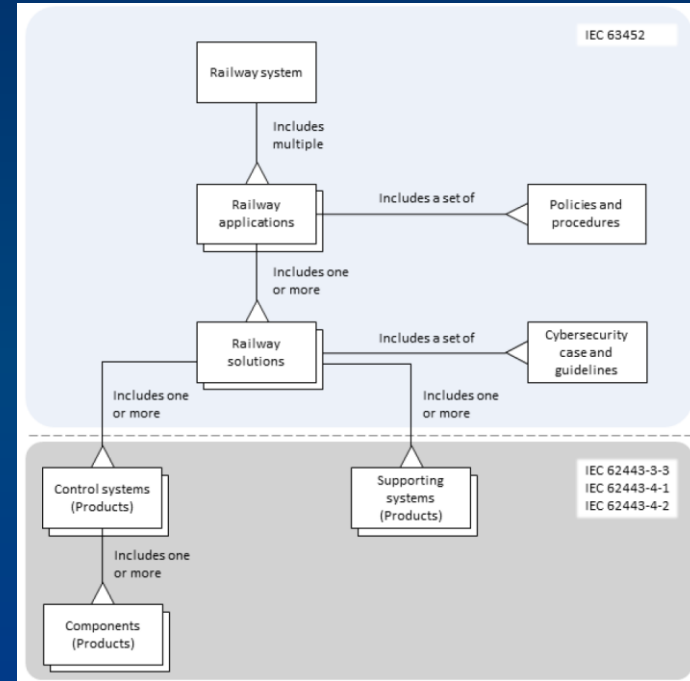 IEC 63452
Railway system
Includes
multiple
Railway
applications
Includes a set of
Policies and
procedures
Includes one
or more
Railway
solutions
Includes a set of
Cybersecurity
case and
guidelines
Includes one
or more
Includes one
or more
Control systems
(Products)
Supporting
systems
(Products)
IEC 62443-3-3
IEC 62443-4-1
IEC 62443-4-2
Includes one
or more
Components
(Products)